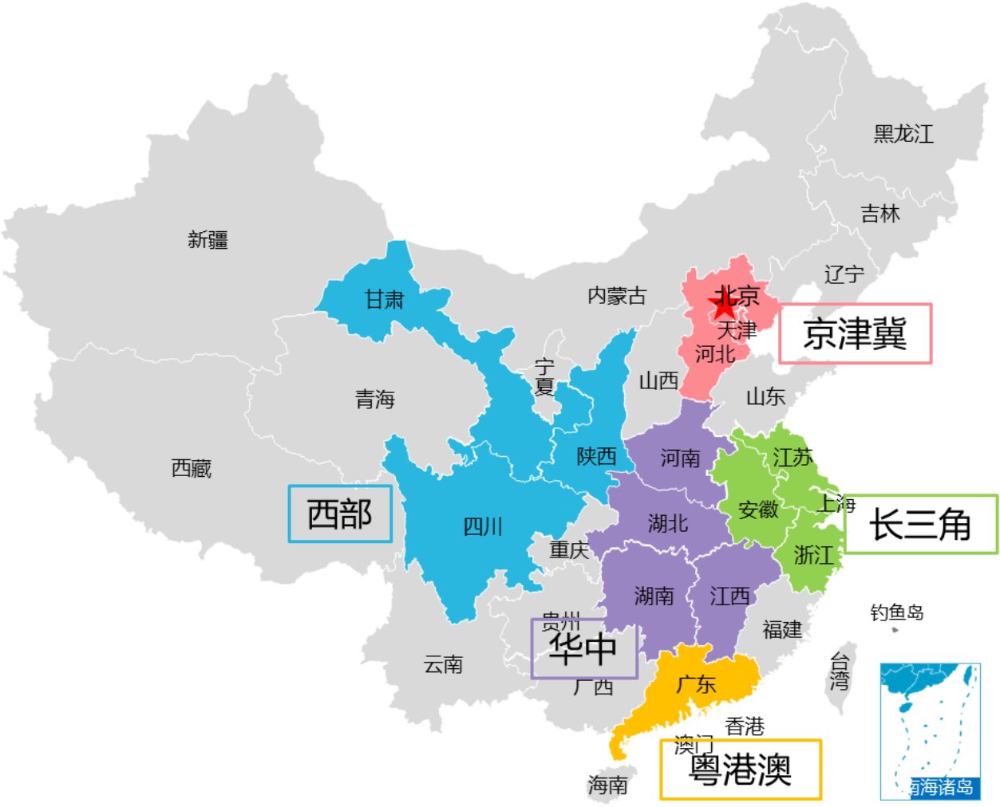 黑龙江
吉林
新疆
辽宁
内蒙古
北京
甘肃
天津
京津冀
河北
宁夏
山西
山东
青海
陕西
河南
江苏
西藏
上海
安徽
西部
湖北
长三角
四川
重庆
浙江
湖南
江西
钓鱼岛
贵州
福建
华中
云南
台湾
广西
广东
香港
澳门
粤港澳
海南
南海诸岛